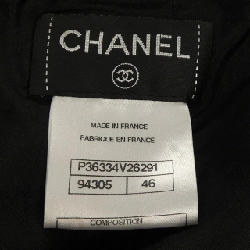 CHANEL
MADE IN FRANCE
FABRIQUE EN FRANCE
P36334V26291
94305 46
COMPOSITION